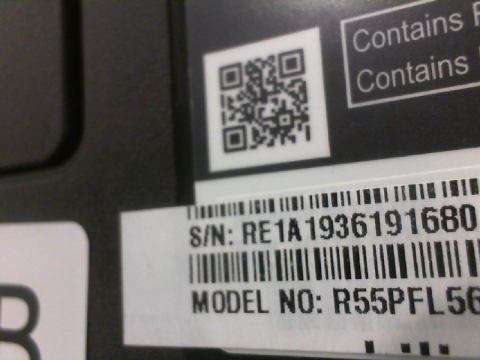 Contains F
Contains
S/N: RE1A1936191680
MODEL NO: R55PFL56
B